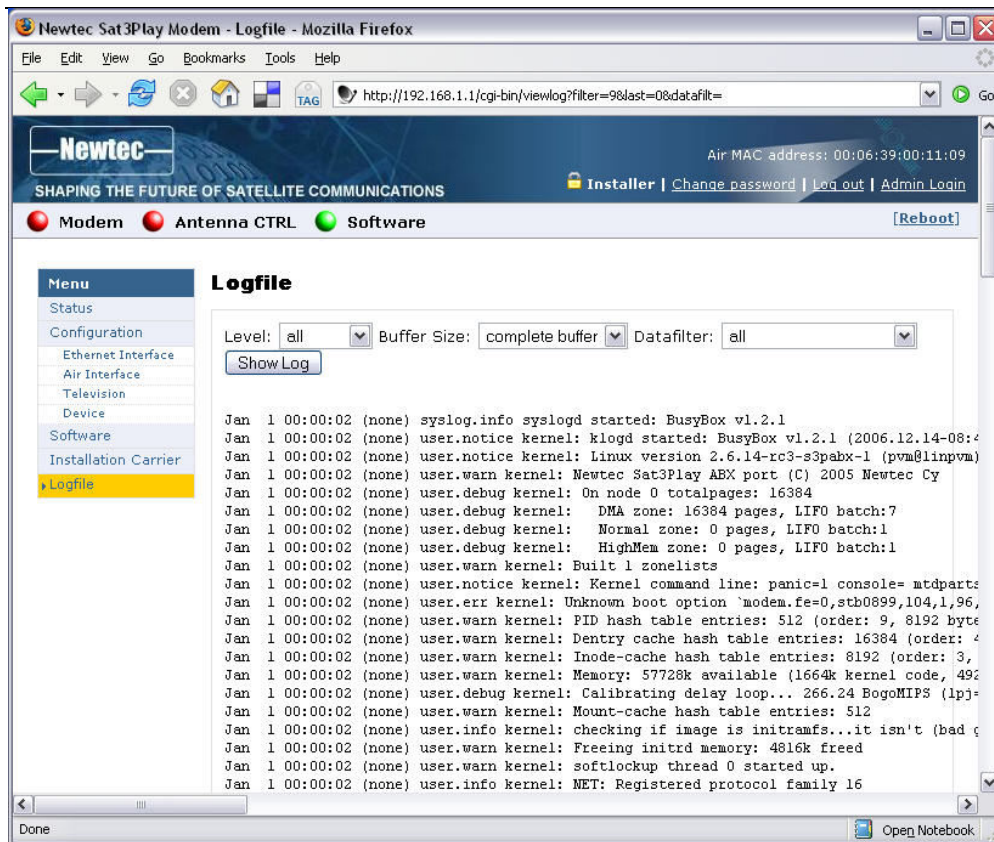 Newtec Sat3Play Modem - Logfile - Mozilla Firefox
File Edit View Go Bookmarks Tools Help
TAG http://192.168.1.1/cgi-bin/viewlog?filter=9&last=0&datafilt= Go
Newtec
SHAPING THE FUTURE OF SATELLITE COMMUNICATIONS
Air MAC address: 00:06:39:00:11:09
Installer | Change password | Log out | Admin Login
Modem Antenna CTRL Software [Reboot]
Menu
Status
Configuration
Ethernet Interface
Air Interface
Television
Device
Software
Installation Carrier
Logfile
Logfile
Level: all Buffer Size: complete buffer Datafilter: all
Show Log
Jan 1 00:00:02 (none) syslog.info syslogd started: BusyBox v1.2.1
Jan 1 00:00:02 (none) user.notice kernel: klogd started: BusyBox v1.2.1 (2006.12.14-08:4
Jan 1 00:00:02 (none) user.notice kernel: Linux version 2.6.14-rc3-s3pabx-1 (pvm@linpvm)
Jan 1 00:00:02 (none) user.warn kernel: Newtec Sat3Play ABX port (C) 2005 Newtec Cy
Jan 1 00:00:02 (none) user.debug kernel: On node 0 totalpages: 16384
Jan 1 00:00:02 (none) user.debug kernel: DMA zone: 16384 pages, LIFO batch:7
Jan 1 00:00:02 (none) user.debug kernel: Normal zone: 0 pages, LIFO batch:1
Jan 1 00:00:02 (none) user.debug kernel: HighMem zone: 0 pages, LIFO batch:1
Jan 1 00:00:02 (none) user.warn kernel: Built 1 zonelists
Jan 1 00:00:02 (none) user.notice kernel: Kernel command line: panic=1 console= mtdparts
Jan 1 00:00:02 (none) user.err kernel: Unknown boot option `modem.fe=0,stb0899,104,1,96,
Jan 1 00:00:02 (none) user.warn kernel: PID hash table entries: 512 (order: 9, 8192 byte
Jan 1 00:00:02 (none) user.warn kernel: Dentry cache hash table entries: 16384 (order: 4
Jan 1 00:00:02 (none) user.warn kernel: Inode-cache hash table entries: 8192 (order: 3,
Jan 1 00:00:02 (none) user.warn kernel: Memory: 57728k available (1664k kernel code, 492
Jan 1 00:00:02 (none) user.debug kernel: Calibrating delay loop... 266.24 BogoMIPS (lpj=
Jan 1 00:00:02 (none) user.warn kernel: Mount-cache hash table entries: 512
Jan 1 00:00:02 (none) user.info kernel: checking if image is initramfs...it isn't (bad g
Jan 1 00:00:02 (none) user.warn kernel: Freeing initrd memory: 4816k freed
Jan 1 00:00:02 (none) user.warn kernel: softlockup thread 0 started up.
Jan 1 00:00:02 (none) user.info kernel: NET: Registered protocol family 16
Done Open Notebook